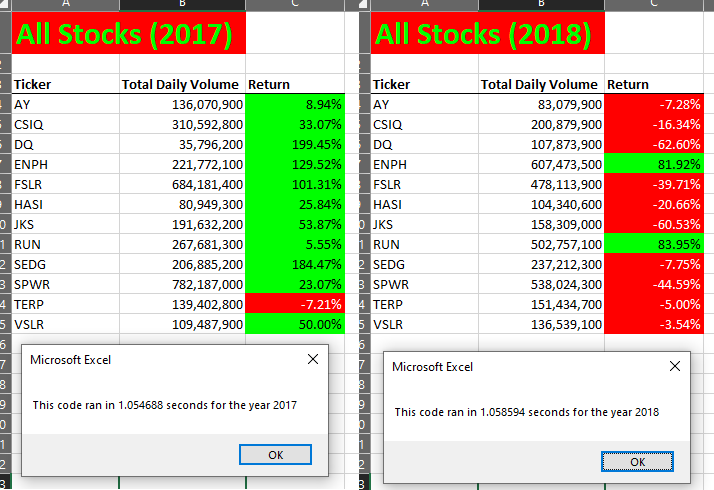 A B C
All Stocks (2017)
Ticker Total Daily Volume Return
AY 136,070,900 8.94%
CSIQ 310,592,800 33.07%
DQ 35,796,200 199.45%
ENPH 221,772,100 129.52%
FSLR 684,181,400 101.31%
HASI 80,949,300 25.84%
JKS 191,632,200 53.87%
RUN 267,681,300 5.55%
SEDG 206,885,200 184.47%
SPWR 782,187,000 23.07%
TERP 139,402,800 -7.21%
VSLR 109,487,900 50.00%
Microsoft Excel
This code ran in 1.054688 seconds for the year 2017
OK
A B C
All Stocks (2018)
Ticker Total Daily Volume Return
AY 83,079,900 -7.28%
CSIQ 200,879,900 -16.34%
DQ 107,873,900 -62.60%
ENPH 607,473,500 81.92%
FSLR 478,113,900 -39.71%
HASI 104,340,600 -20.66%
JKS 158,309,000 -60.53%
RUN 502,757,100 83.95%
SEDG 237,212,300 -7.75%
SPWR 538,024,300 -44.59%
TERP 151,434,700 -5.00%
VSLR 136,539,100 -3.54%
Microsoft Excel
This code ran in 1.058594 seconds for the year 2018
OK